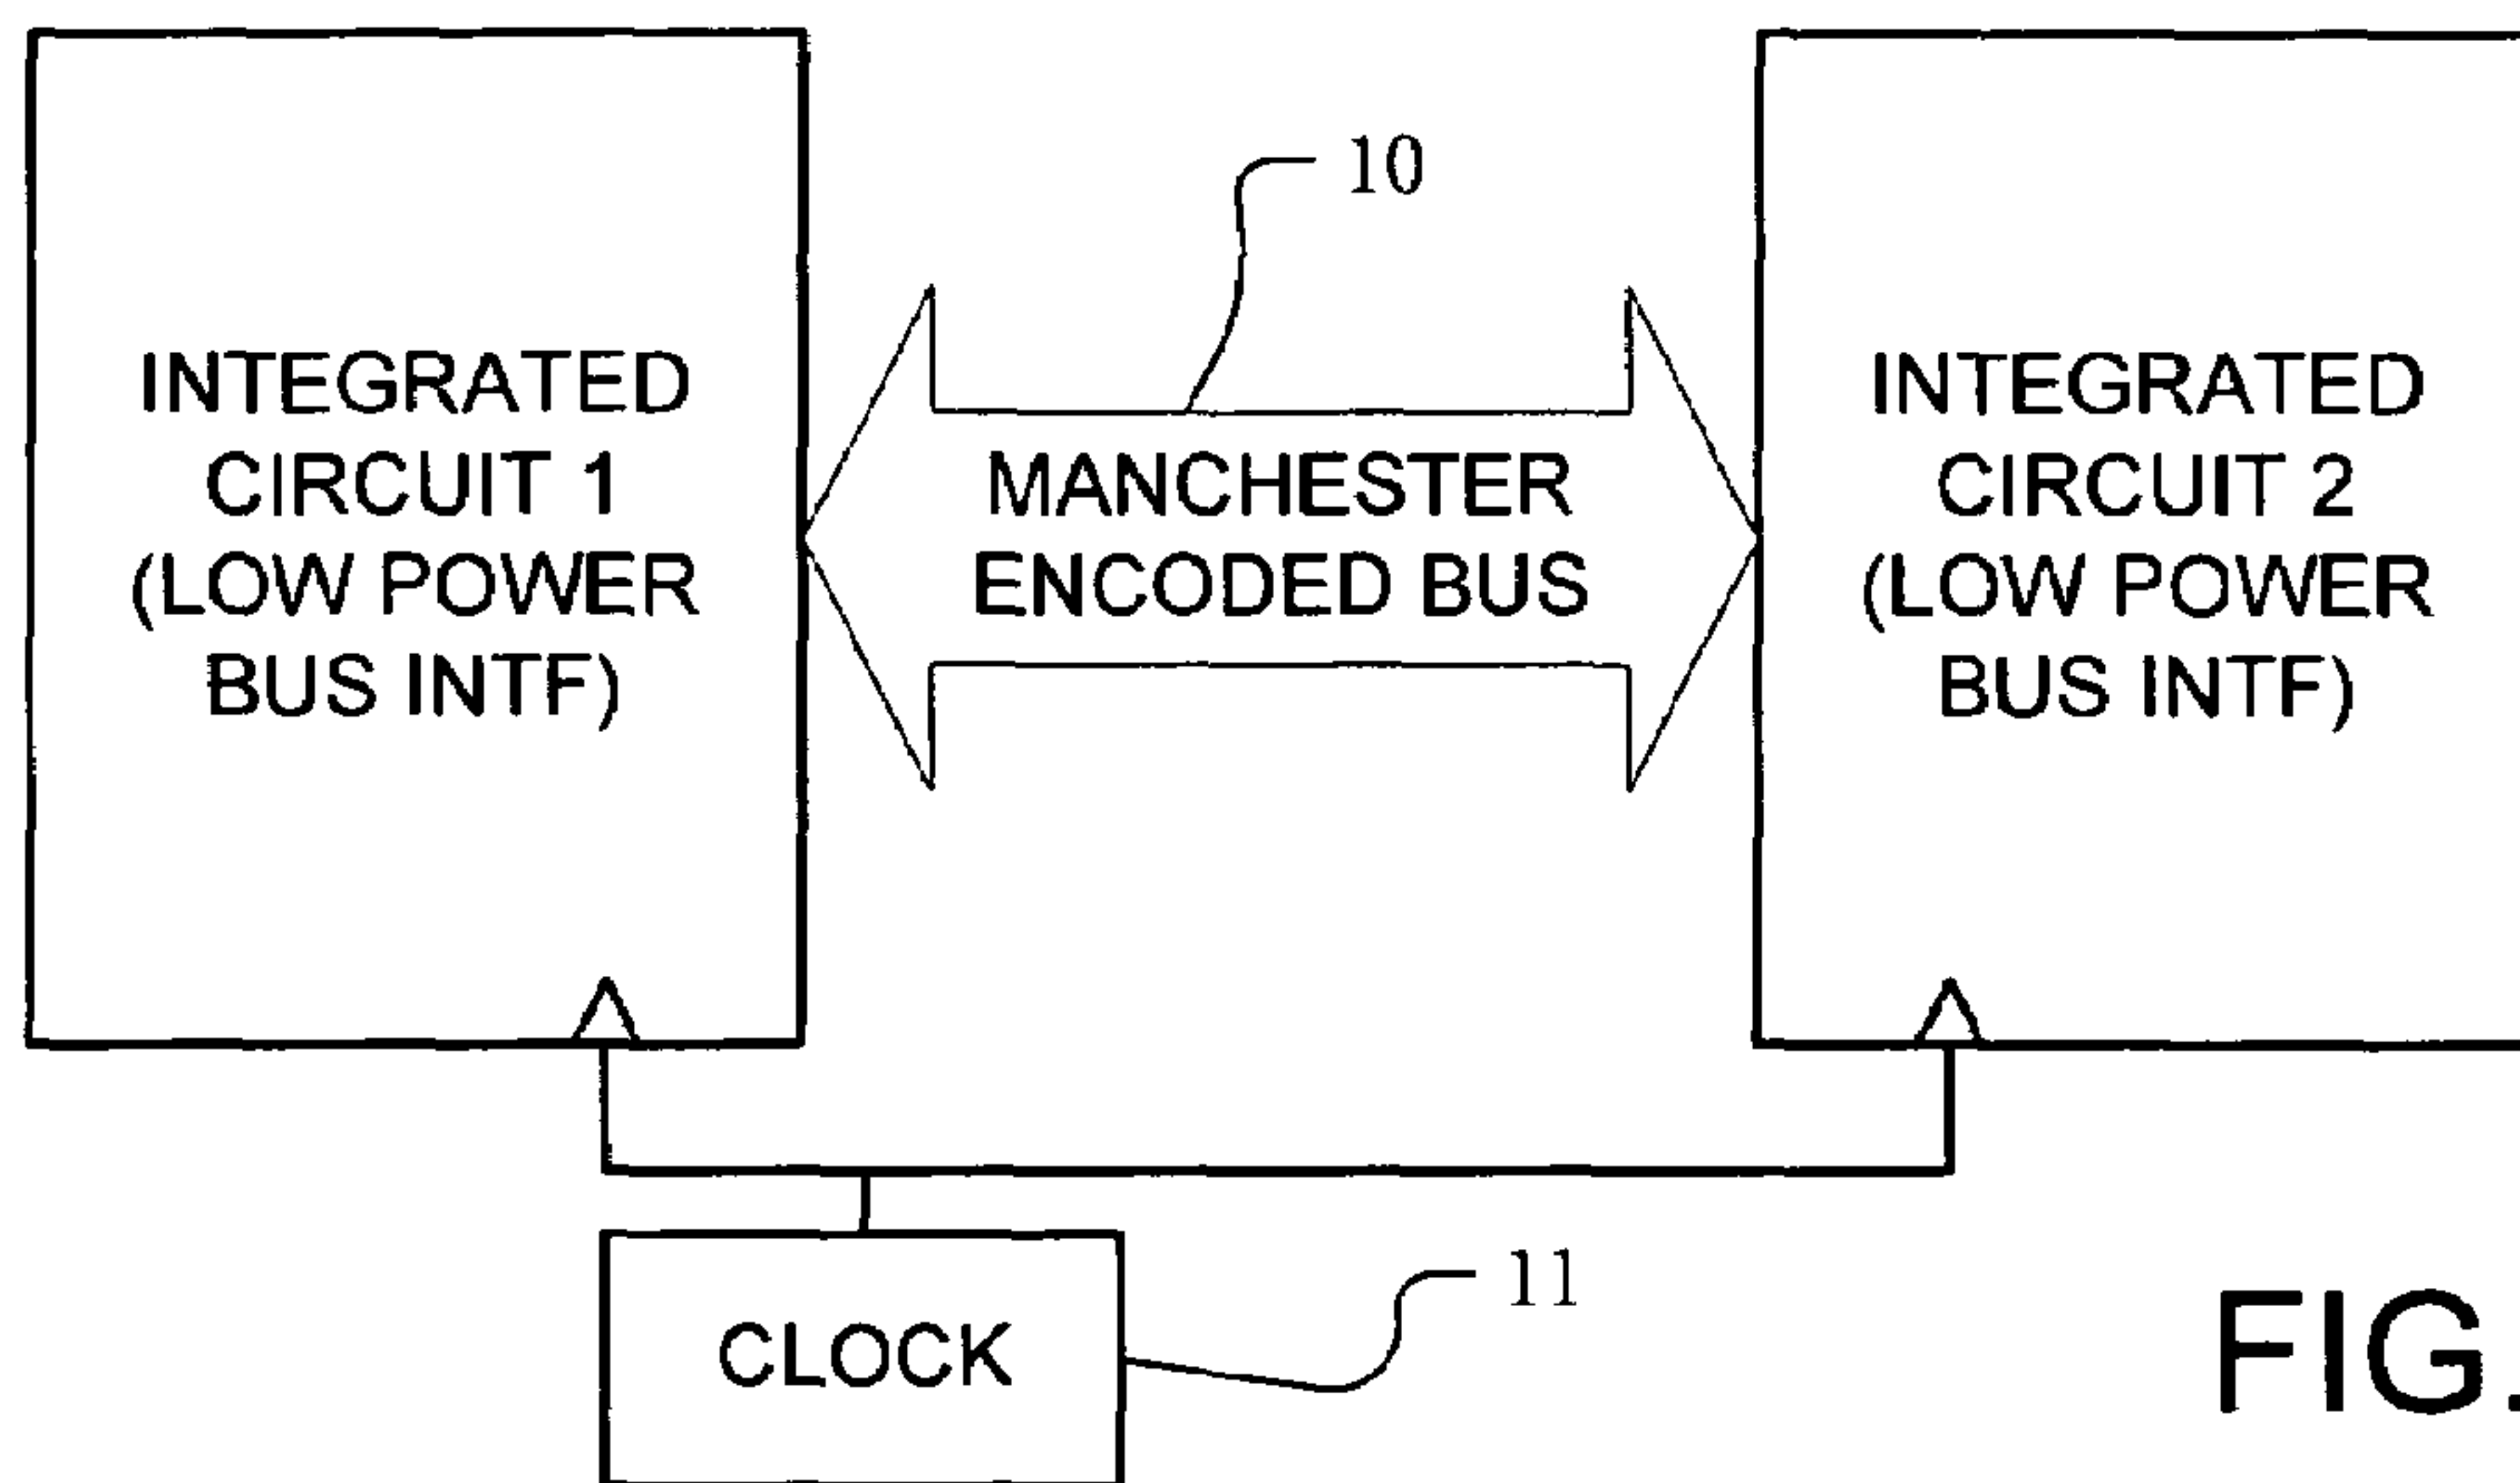 10
INTEGRATED
CIRCUIT 1
(LOW POWER
BUS INTF)
MANCHESTER
ENCODED BUS
INTEGRATED
CIRCUIT 2
(LOW POWER
BUS INTF)
CLOCK
11
FIG.